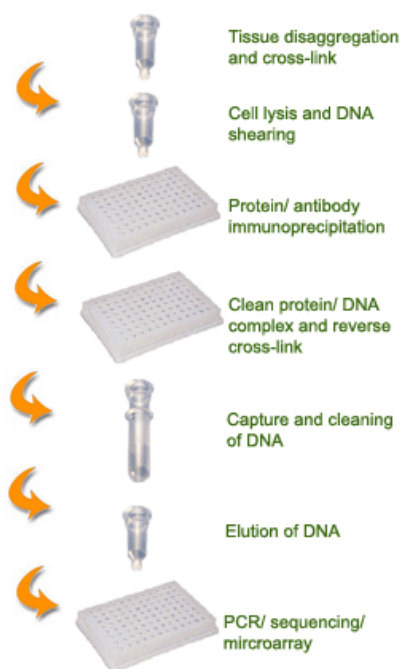 Tissue disaggregation
and cross-link
Cell lysis and DNA
shearing
Protein/ antibody
immunoprecipitation
Clean protein/ DNA
complex and reverse
cross-link
Capture and cleaning
of DNA
Elution of DNA
PCR/ sequencing/
mircroarray